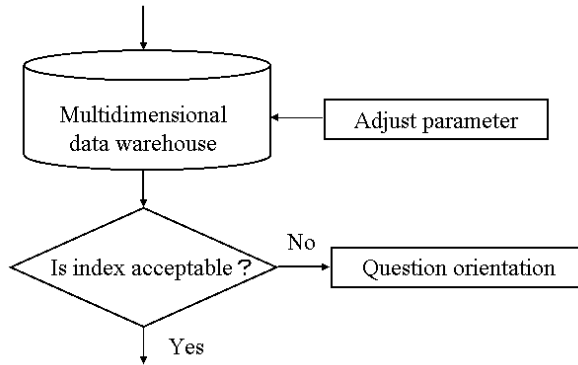 Multidimensional
data warehouse
Adjust parameter
Is index acceptable？
No
Question orientation
Yes